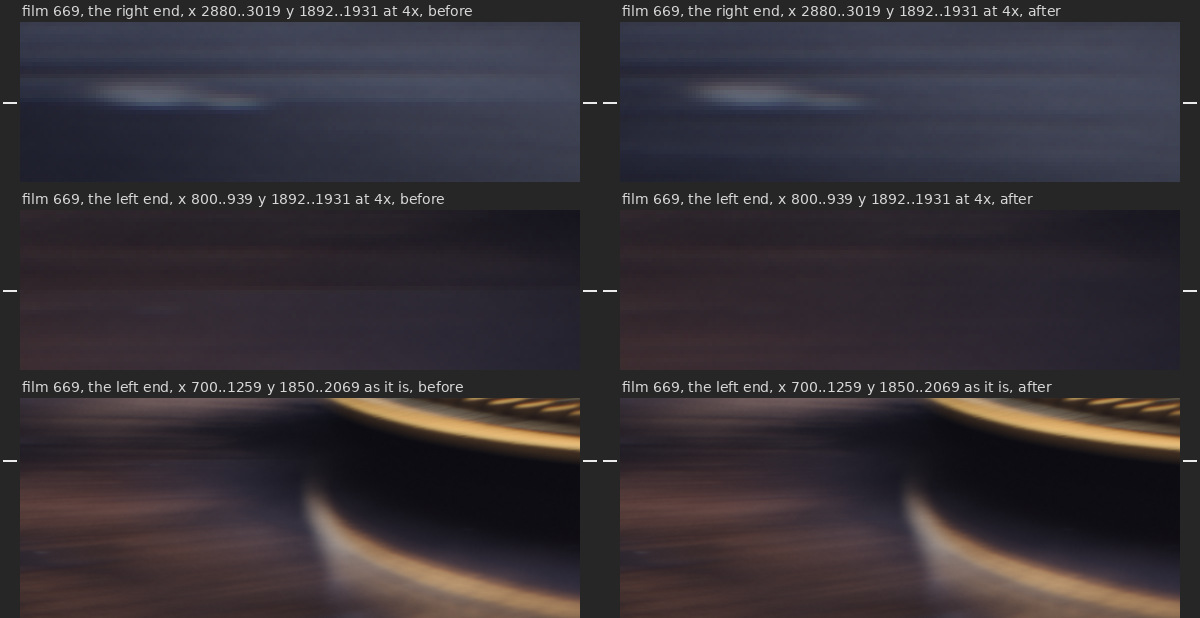 film 669, the right end, x 2880..3019 y 1892..1931 at 4x, before
film 669, the right end, x 2880..3019 y 1892..1931 at 4x, after
film 669, the left end, x 800..939 y 1892..1931 at 4x, before
film 669, the left end, x 800..939 y 1892..1931 at 4x, after
film 669, the left end, x 700..1259 y 1850..2069 as it is, before
film 669, the left end, x 700..1259 y 1850..2069 as it is, after